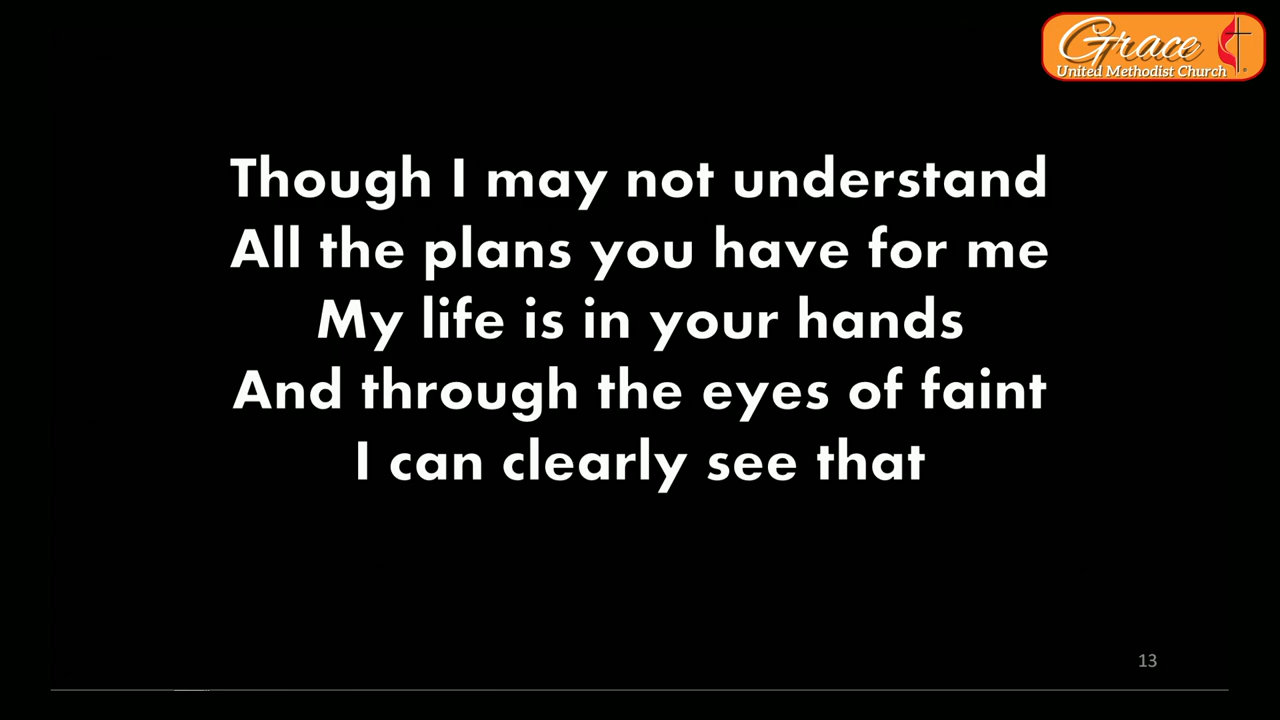 Grace
United Methodist Church
Though I may not understand
All the plans you have for me
My life is in your hands
And through the eyes of faint
I can clearly see that
13